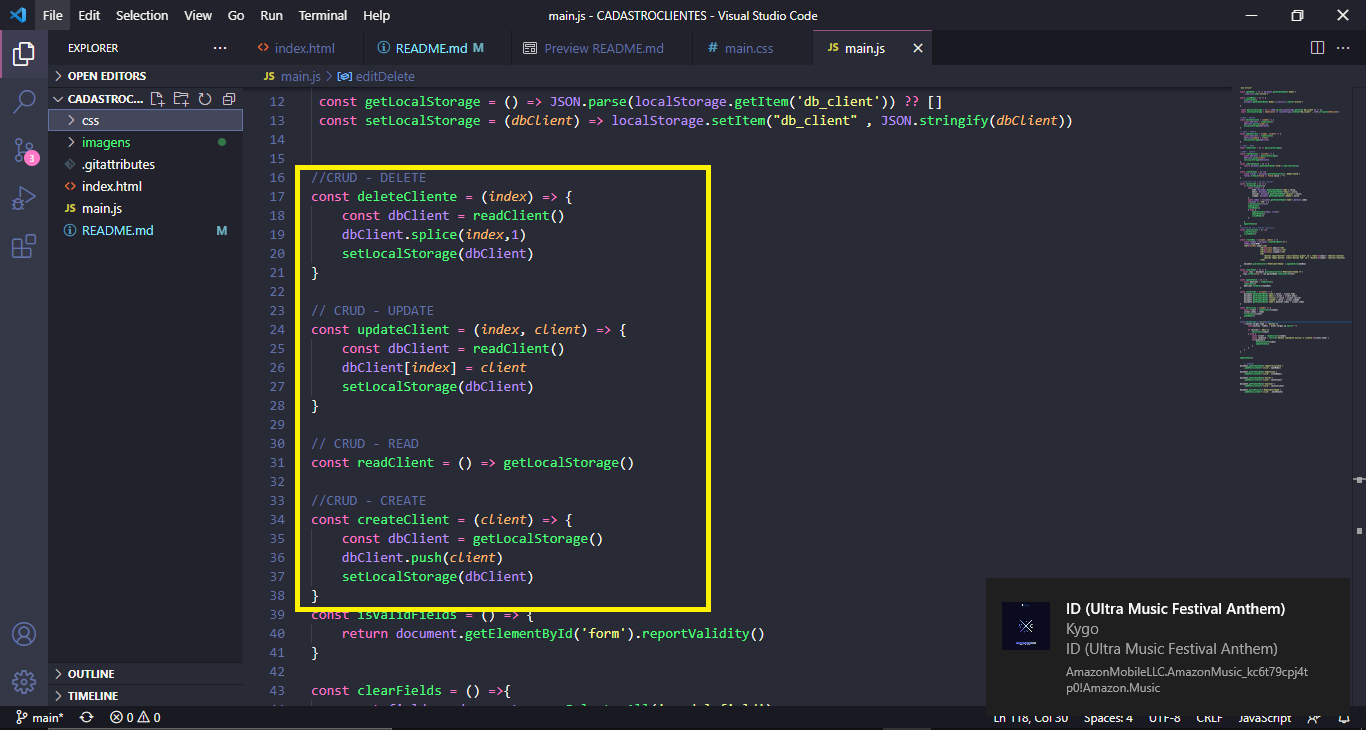 File Edit Selection View Go Run Terminal Help main.js - CADASTROCLIENTES - Visual Studio Code
EXPLORER ... index.html README.md M Preview README.md # main.css JS main.js
OPEN EDITORS
JS main.js > editDelete
CADASTROC...
css
imagens
.gitattributes
index.html
JS main.js
README.md M
3
12 const getLocalStorage = () => JSON.parse(localStorage.getItem('db_client')) ?? []
13 const setLocalStorage = (dbClient) => localStorage.setItem("db_client" , JSON.stringify(dbClient))
14
15
16 //CRUD - DELETE
17 const deleteCliente = (index) => {
18 const dbClient = readClient()
19 dbClient.splice(index,1)
20 setLocalStorage(dbClient)
21 }
22
23 // CRUD - UPDATE
24 const updateClient = (index, client) => {
25 const dbClient = readClient()
26 dbClient[index] = client
27 setLocalStorage(dbClient)
28 }
29
30 // CRUD - READ
31 const readClient = () => getLocalStorage()
32
33 //CRUD - CREATE
34 const createClient = (client) => {
35 const dbClient = getLocalStorage()
36 dbClient.push(client)
37 setLocalStorage(dbClient)
38 }
39 const isValidFields = () => {
40 return document.getElementById('form').reportValidity()
41 }
42
43 const clearFields = () =>{
OUTLINE
TIMELINE
ID (Ultra Music Festival Anthem)
Kygo
ID (Ultra Music Festival Anthem)
AmazonMobileLLC.AmazonMusic_kc6t79cpj4t
p0!Amazon.Music
main* 0 0 Ln 118, Col 30 Spaces: 4 UTF-8 CRLF JavaScript